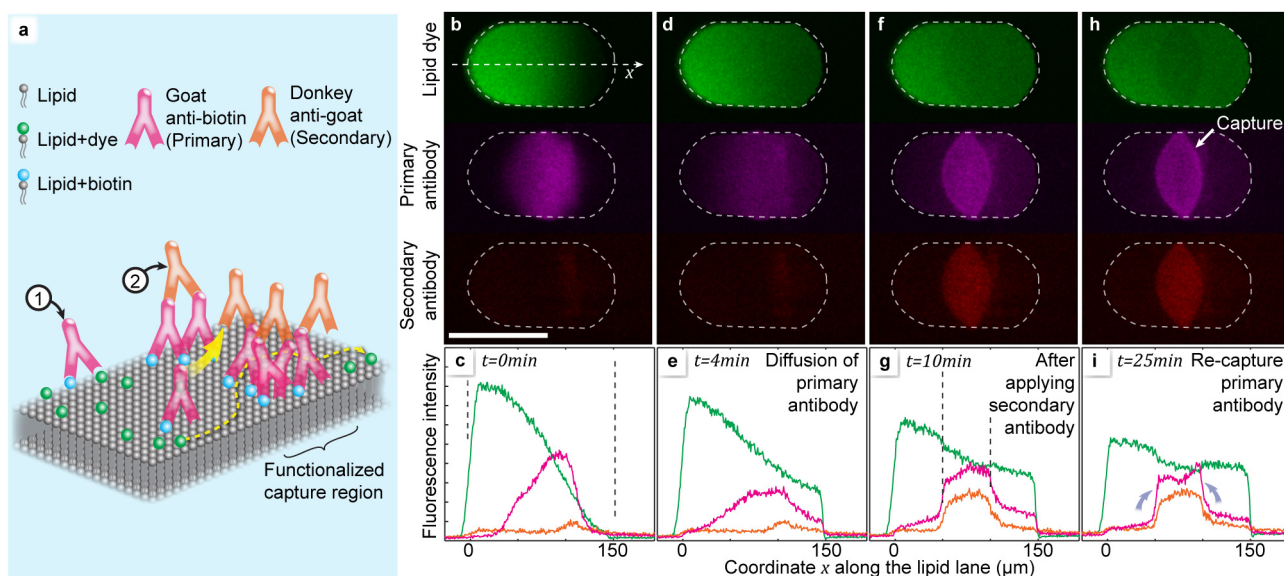 a
Lipid
Lipid+dye
Lipid+biotin
Goat
anti-biotin
(Primary)
Donkey
anti-goat
(Secondary)
1
2
Functionalized
capture region
Lipid dye
Primary
antibody
Secondary
antibody
b
x
d
f
h
Capture
Fluorescence intensity
c t=0min
e t=4min
Diffusion of
primary
antibody
g t=10min
After
applying
secondary
antibody
i t=25min
Re-capture
primary
antibody
0 150
0 150
0 150
0 150
Coordinate x along the lipid lane (μm)